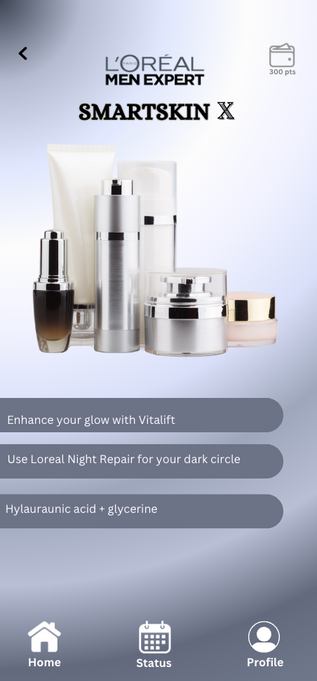 L'ORÉAL
MEN EXPERT
300 pts
SMARTSKIN X
Enhance your glow with Vitalift
Use Loreal Night Repair for your dark circle
Hylauraunic acid + glycerine
Home
Status
Profile